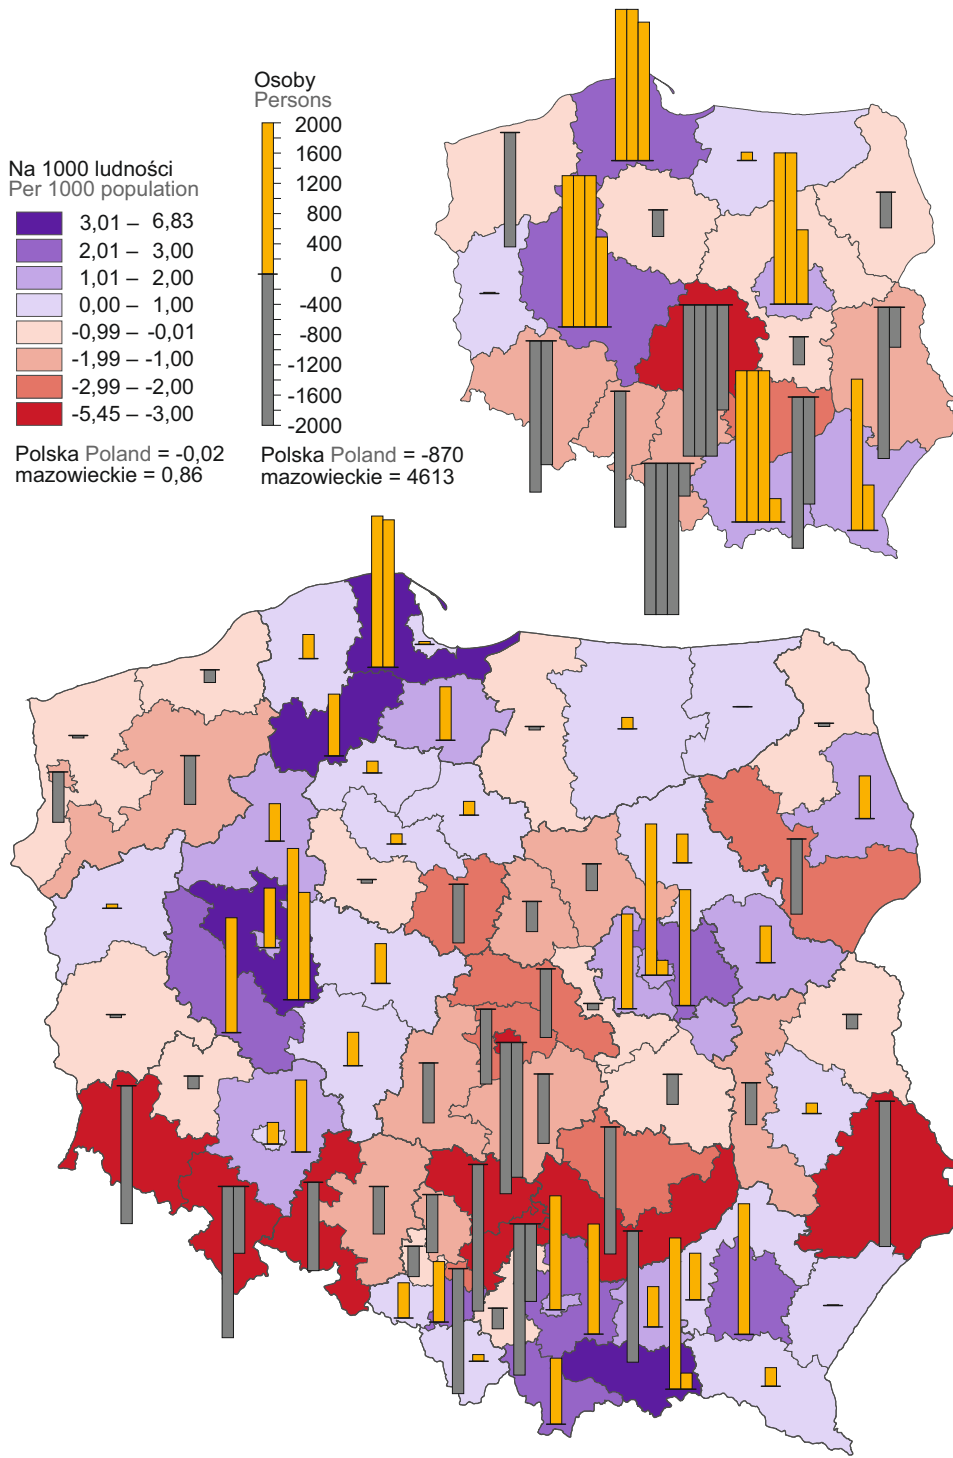 Osoby
Persons
2000
1600
1200
800
400
0
-400
-800
-1200
-1600
-2000
Na 1000 ludności
Per 1000 population
3,01 – 6,83
2,01 – 3,00
1,01 – 2,00
0,00 – 1,00
-0,99 – -0,01
-1,99 – -1,00
-2,99 – -2,00
-5,45 – -3,00
Polska Poland = -0,02
mazowieckie = 0,86
Polska Poland = -870
mazowieckie = 4613